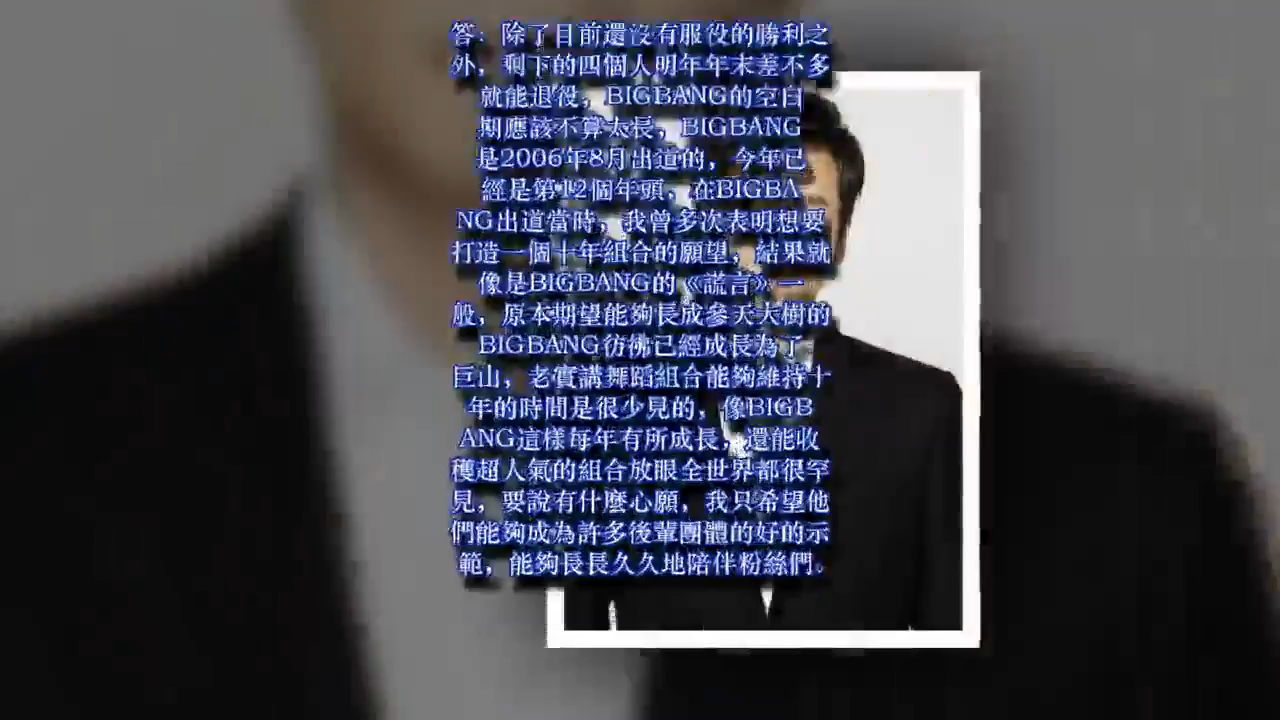 答：除了目前還沒有服役的勝利之
外，剩下的四個人明年年末差不多
就能退役，BIGBANG的空白
期應該不算太長，BIGBANG
是2006年8月出道的，今年已
經是第12個年頭，在BIGBA
NG出道當時，我曾多次表明想要
打造一個十年組合的願望，結果就
像是BIGBANG的《謊言》一
般，原本期望能夠長成參天大樹的
BIGBANG彷彿已經成長為了
巨山，老實講舞蹈組合能夠維持十
年的時間是很少見的，像BIGB
ANG這樣每年有所成長，還能收
穫超人氣的組合放眼全世界都很罕
見，要說有什麼心願，我只希望他
們能夠成為許多後輩團體的好的示
範，能夠長長久久地陪伴粉絲們。